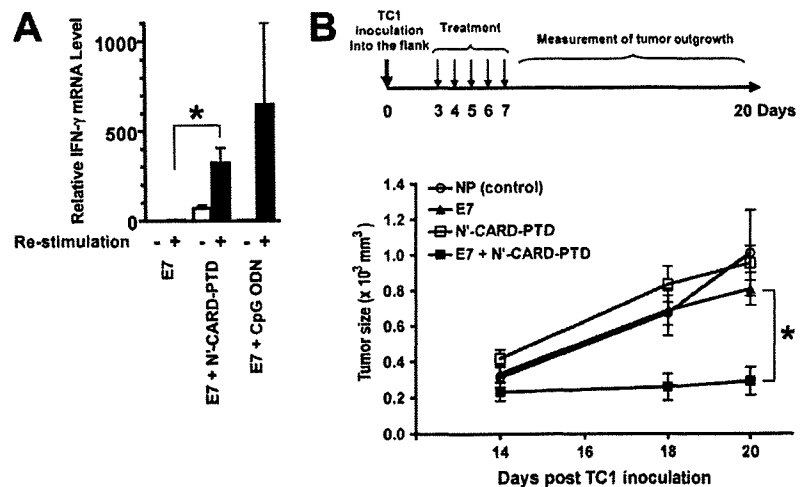 A
Relative IFN-γ mRNA Level
1000
500
0
*
Re-stimulation - + - + - +
E7
E7 + N'-CARD-PTD
E7 + CpG ODN
B
TC1
inoculation
into the flank
Treatment
Measurement of tumor outgrowth
0 3 4 5 6 7 20 Days
Tumor size (x 10³ mm³)
1.4
1.2
1.0
0.8
0.6
0.4
0.2
0.0
NP (control)
E7
N'-CARD-PTD
E7 + N'-CARD-PTD
*
14 16 18 20
Days post TC1 inoculation